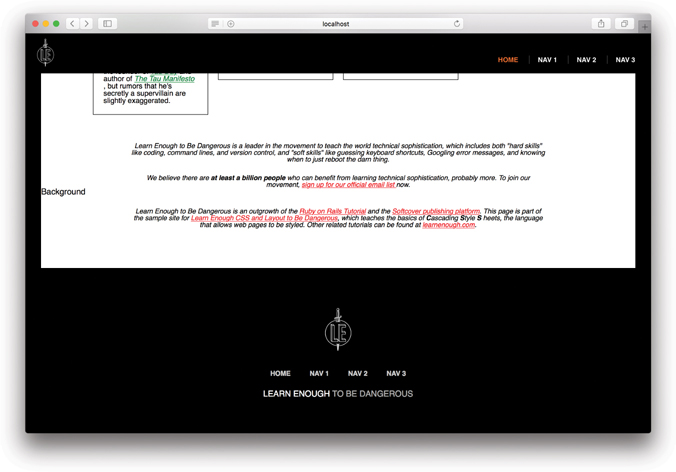 localhost
LE
HOME NAV 1 NAV 2 NAV 3
author of The Tau Manifesto
, but rumors that he's
secretly a supervillain are
slightly exaggerated.
Learn Enough to Be Dangerous is a leader in the movement to teach the world technical sophistication, which includes both "hard skills"
like coding, command lines, and version control, and "soft skills" like guessing keyboard shortcuts, Googling error messages, and knowing
when to just reboot the darn thing.
We believe there are at least a billion people who can benefit from learning technical sophistication, probably more. To join our
movement, sign up for our official email list now.
Background
Learn Enough to Be Dangerous is an outgrowth of the Ruby on Rails Tutorial and the Softcover publishing platform. This page is part of
the sample site for Learn Enough CSS and Layout to Be Dangerous, which teaches the basics of Cascading Style S heets, the language
that allows web pages to be styled. Other related tutorials can be found at learnenough.com.
LE
HOME NAV 1 NAV 2 NAV 3
LEARN ENOUGH TO BE DANGEROUS